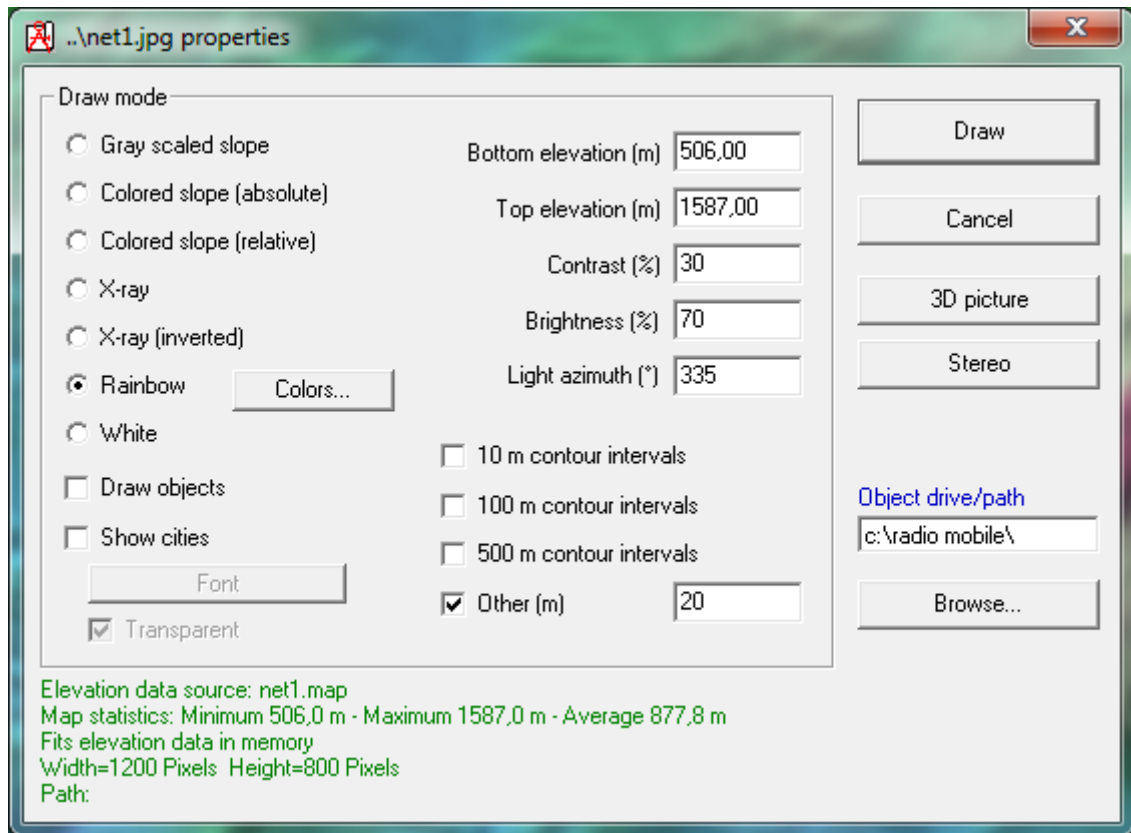 ..\net1.jpg properties
Draw mode
Gray scaled slope
Colored slope (absolute)
Colored slope (relative)
X-ray
X-ray (inverted)
Rainbow
Colors...
White
Draw objects
Show cities
Font
Transparent
Bottom elevation (m) 506,00
Top elevation (m) 1587,00
Contrast (%) 30
Brightness (%) 70
Light azimuth (°) 335
10 m contour intervals
100 m contour intervals
500 m contour intervals
Other (m) 20
Draw
Cancel
3D picture
Stereo
Object drive/path
c:\radio mobile\
Browse...
Elevation data source: net1.map
Map statistics: Minimum 506,0 m - Maximum 1587,0 m - Average 877,8 m
Fits elevation data in memory
Width=1200 Pixels  Height=800 Pixels
Path: